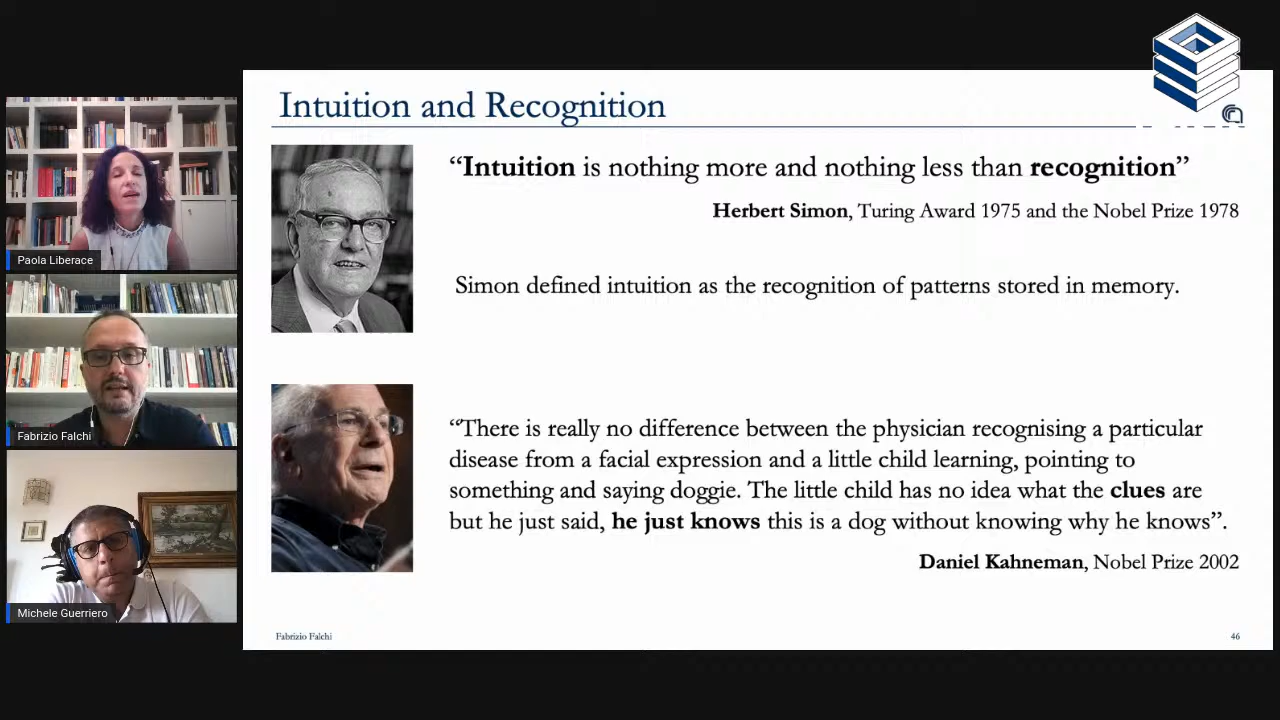 Intuition and Recognition
“Intuition is nothing more and nothing less than recognition”
Herbert Simon, Turing Award 1975 and the Nobel Prize 1978
Simon defined intuition as the recognition of patterns stored in memory.
“There is really no difference between the physician recognising a particular
disease from a facial expression and a little child learning, pointing to
something and saying doggie. The little child has no idea what the clues are
but he just said, he just knows this is a dog without knowing why he knows”.
Daniel Kahneman, Nobel Prize 2002
Fabrizio Falchi
46
Paola Liberace
Fabrizio Falchi
Michele Guerriero